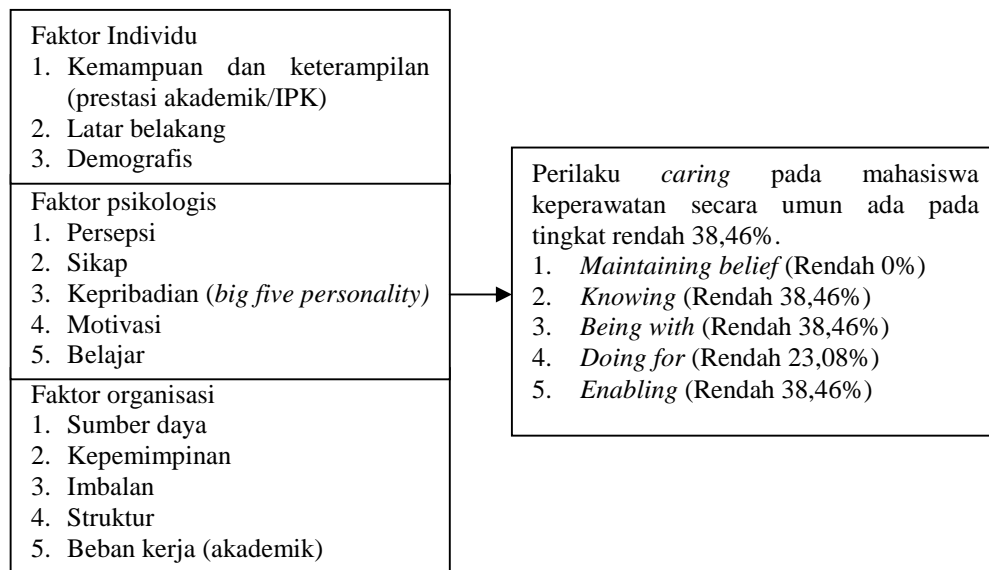 Faktor Individu
1. Kemampuan dan keterampilan
(prestasi akademik/IPK)
2. Latar belakang
3. Demografis
Faktor psikologis
1. Persepsi
2. Sikap
3. Kepribadian (big five personality)
4. Motivasi
5. Belajar
Faktor organisasi
1. Sumber daya
2. Kepemimpinan
3. Imbalan
4. Struktur
5. Beban kerja (akademik)
Perilaku caring pada mahasiswa
keperawatan secara umun ada pada
tingkat rendah 38,46%.
1. Maintaining belief (Rendah 0%)
2. Knowing (Rendah 38,46%)
3. Being with (Rendah 38,46%)
4. Doing for (Rendah 23,08%)
5. Enabling (Rendah 38,46%)